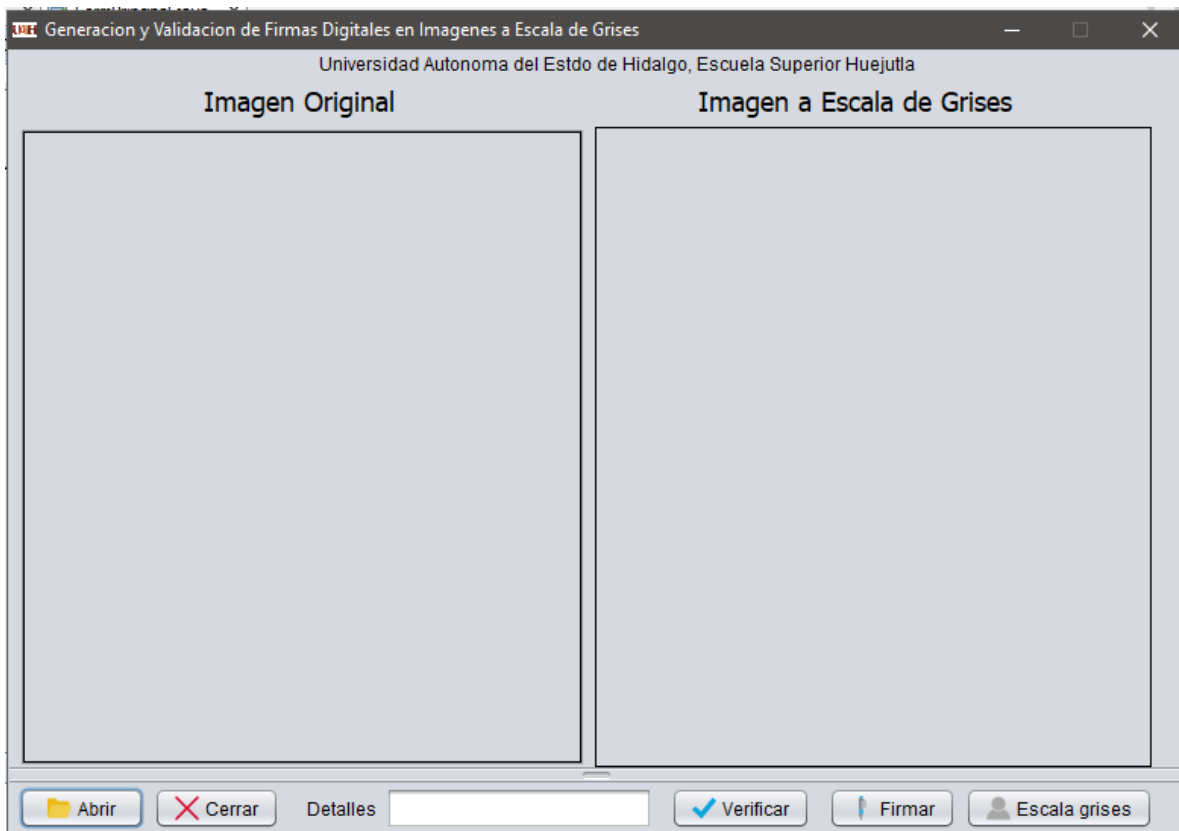 Generacion y Validacion de Firmas Digitales en Imagenes a Escala de Grises
Universidad Autonoma del Estdo de Hidalgo, Escuela Superior Huejutla
Imagen Original
Imagen a Escala de Grises
Abrir
Cerrar
Detalles
Verificar
Firmar
Escala grises